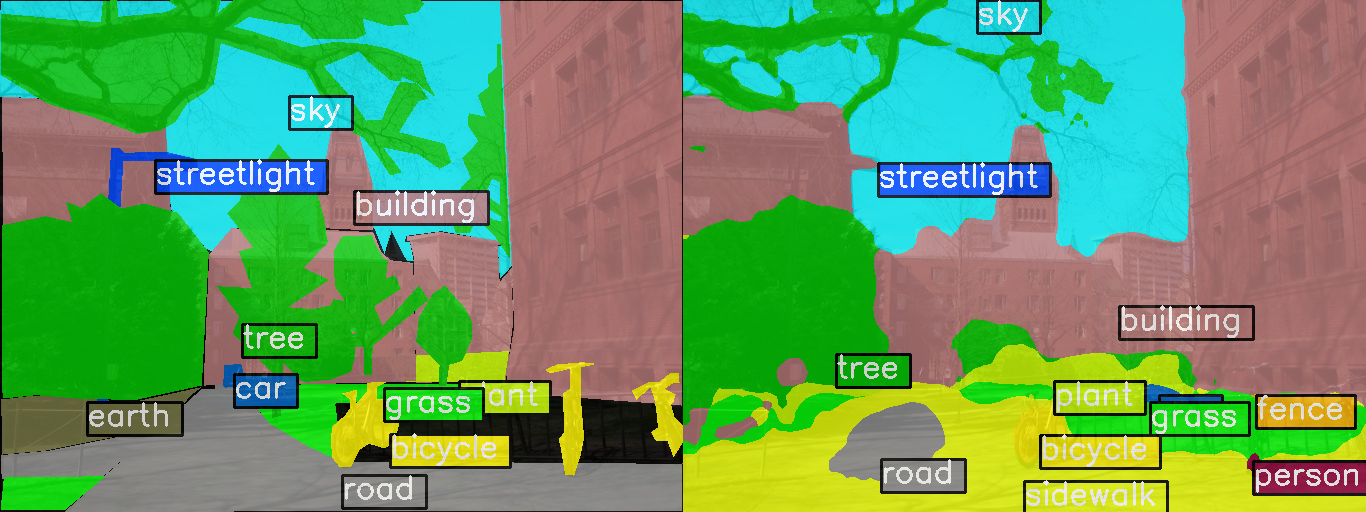 sky
streetlight
building
tree
car
earth
grass
ant
bicycle
road
sky
streetlight
building
tree
plant
grass
fence
bicycle
road
person
sidewalk